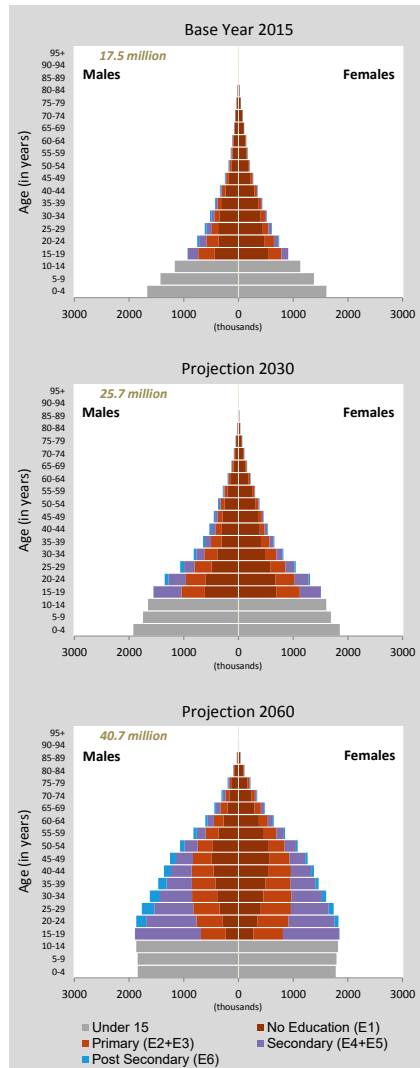 Base Year 2015
17.5 million
Males
Females
Age (in years)
95+
90-94
85-89
80-84
75-79
70-74
65-69
60-64
55-59
50-54
45-49
40-44
35-39
30-34
25-29
20-24
15-19
10-14
5-9
0-4
3000 2000 1000 0 1000 2000 3000
(thousands)
Projection 2030
25.7 million
Males
Females
Age (in years)
95+
90-94
85-89
80-84
75-79
70-74
65-69
60-64
55-59
50-54
45-49
40-44
35-39
30-34
25-29
20-24
15-19
10-14
5-9
0-4
3000 2000 1000 0 1000 2000 3000
(thousands)
Projection 2060
40.7 million
Males
Females
Age (in years)
95+
90-94
85-89
80-84
75-79
70-74
65-69
60-64
55-59
50-54
45-49
40-44
35-39
30-34
25-29
20-24
15-19
10-14
5-9
0-4
3000 2000 1000 0 1000 2000 3000
(thousands)
Under 15
No Education (E1)
Primary (E2+E3)
Secondary (E4+E5)
Post Secondary (E6)